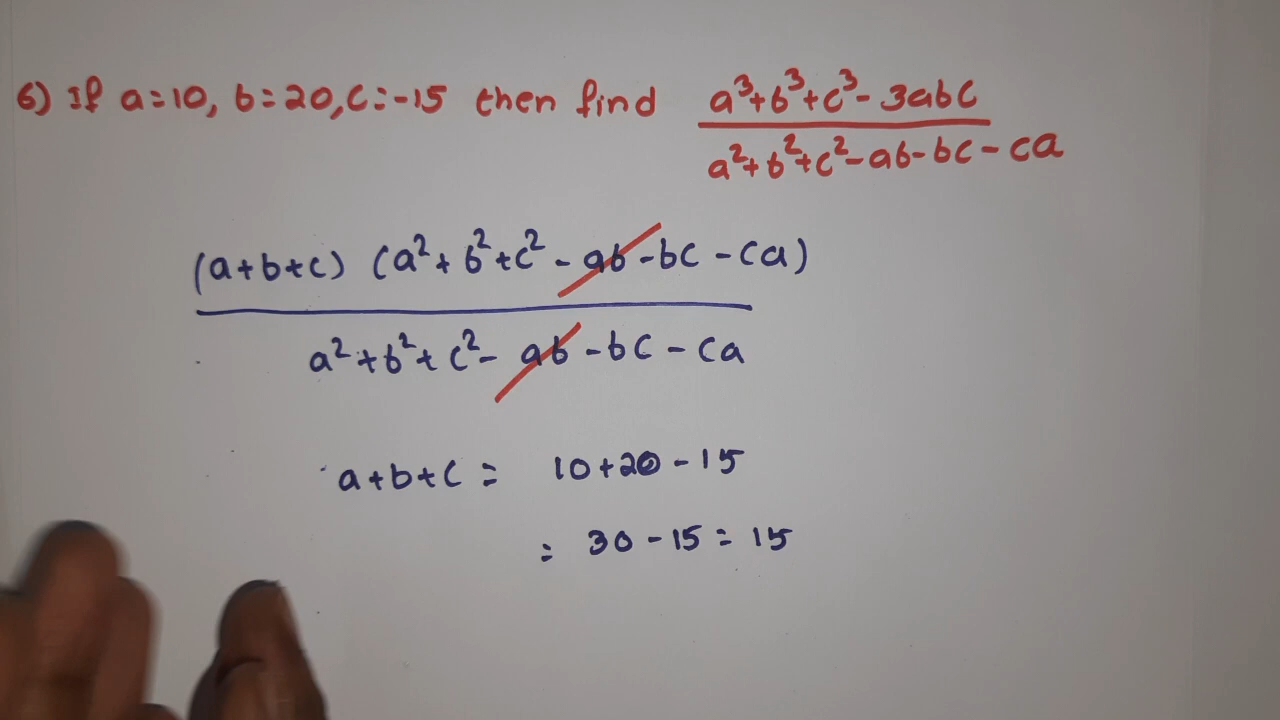 6) If a=10, b=20, c=-15 then find a³+b³+c³-3abc
a²+b²+c²-ab-bc-ca
(a+b+c) (a²+b²+c²-ab-bc-ca)
a²+b²+c²-ab-bc-ca
a+b+c = 10+20-15
= 30-15=15